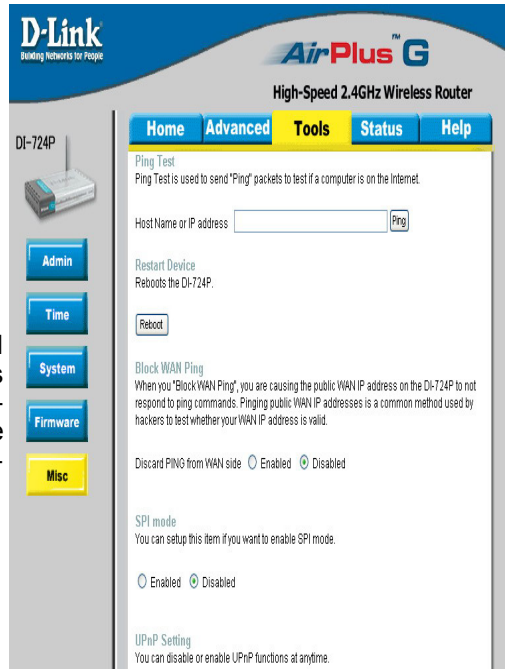 D-Link
Building Networks for People
AirPlus™ G
High-Speed 2.4GHz Wireless Router
DI-724P
Home Advanced Tools Status Help
Admin
Time
System
Firmware
Misc
Ping Test
Ping Test is used to send "Ping" packets to test if a computer is on the Internet.
Host Name or IP address Ping
Restart Device
Reboots the DI-724P.
Reboot
Block WAN Ping
When you "Block WAN Ping", you are causing the public WAN IP address on the DI-724P to not
respond to ping commands. Pinging public WAN IP addresses is a common method used by
hackers to test whether your WAN IP address is valid.
Discard PING from WAN side Enabled Disabled
SPI mode
You can setup this item if you want to enable SPI mode.
Enabled Disabled
UPnP Setting
You can disable or enable UPnP functions at anytime.